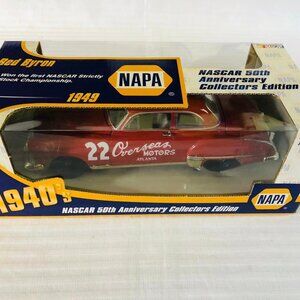 Red Byron
Won the first NASCAR Strictly
Stock Championship.
1949
NAPA
NASCAR 50th Anniversary
Collectors Edition
22 Overseas
MOTORS
ATLANTA
1940's
NASCAR 50th Anniversary Collectors Edition
NAPA